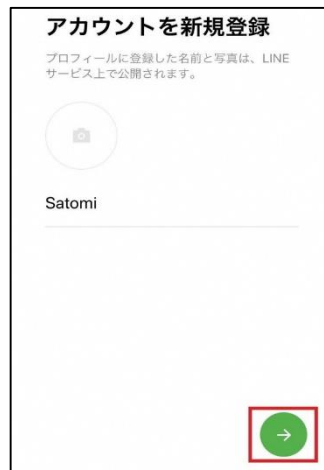 アカウントを新規登録
プロフィールに登録した名前と写真は、LINE
サービス上で公開されます。
Satomi